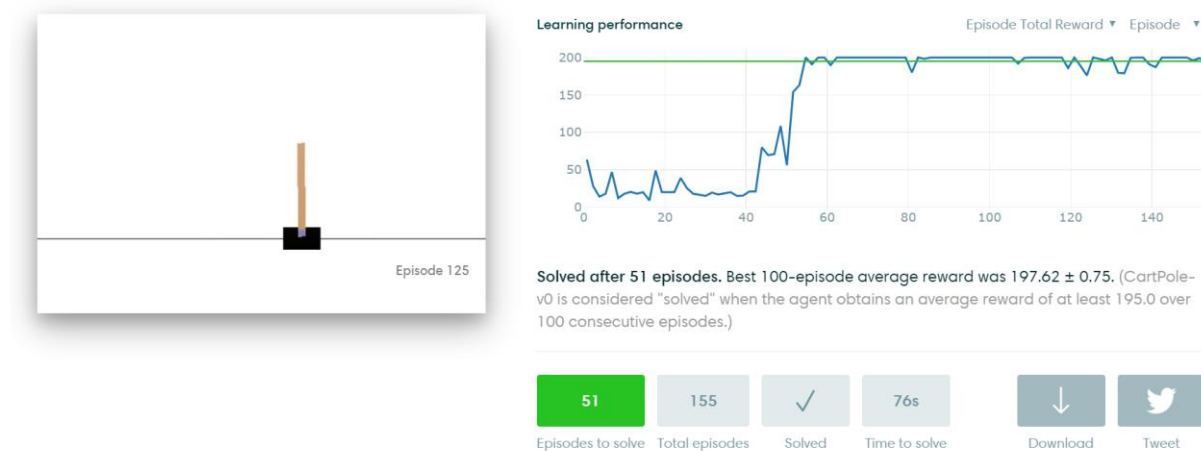 Episode 125
Learning performance
Episode Total Reward ▼ Episode ▼
200
150
100
50
0
0 20 40 60 80 100 120 140
Solved after 51 episodes. Best 100-episode average reward was 197.62 ± 0.75. (CartPole-
v0 is considered "solved" when the agent obtains an average reward of at least 195.0 over
100 consecutive episodes.)
51 155 76s
Episodes to solve Total episodes Solved Time to solve Download Tweet